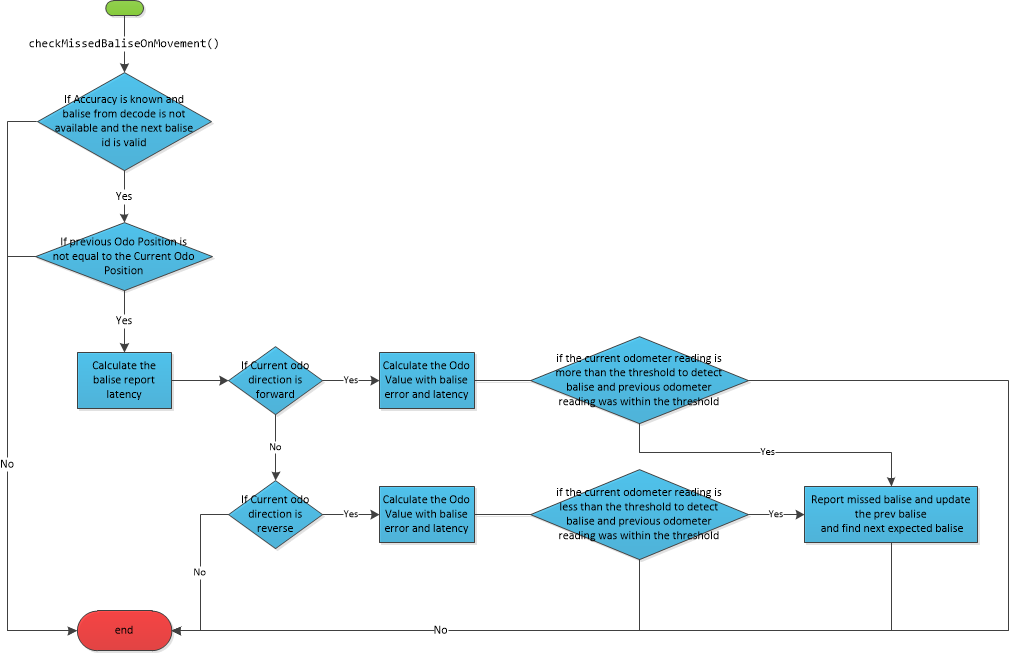 checkMissedBaliseOnMovement()
If Accuracy is known and
balise from decode is not
available and the next balise
id is valid
Yes
If previous Odo Position is
not equal to the Current Odo
Position
Yes
Calculate the
balise report
latency
If Current odo
direction is
forward
Yes
Calculate the Odo
Value with balise
error and latency
if the current odometer reading is
more than the threshold to detect
balise and previous odometer
reading was within the threshold
No
Yes
No
If Current odo
direction is
reverse
Yes
Calculate the Odo
Value with balise
error and latency
if the current odometer reading is
less than the threshold to detect
balise and previous odometer
reading was within the threshold
Yes
Report missed balise and update
the prev balise
and find next expected balise
No
end
No